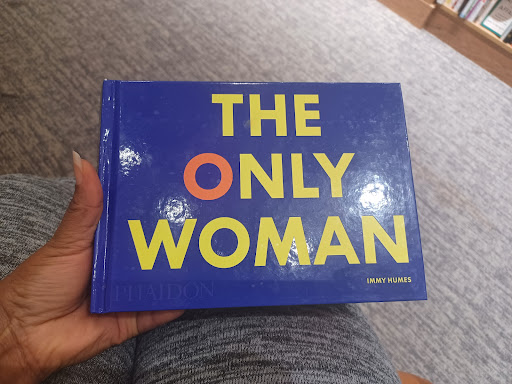 THE
ONLY
WOMAN
IMMY HUMES
PHAIDON